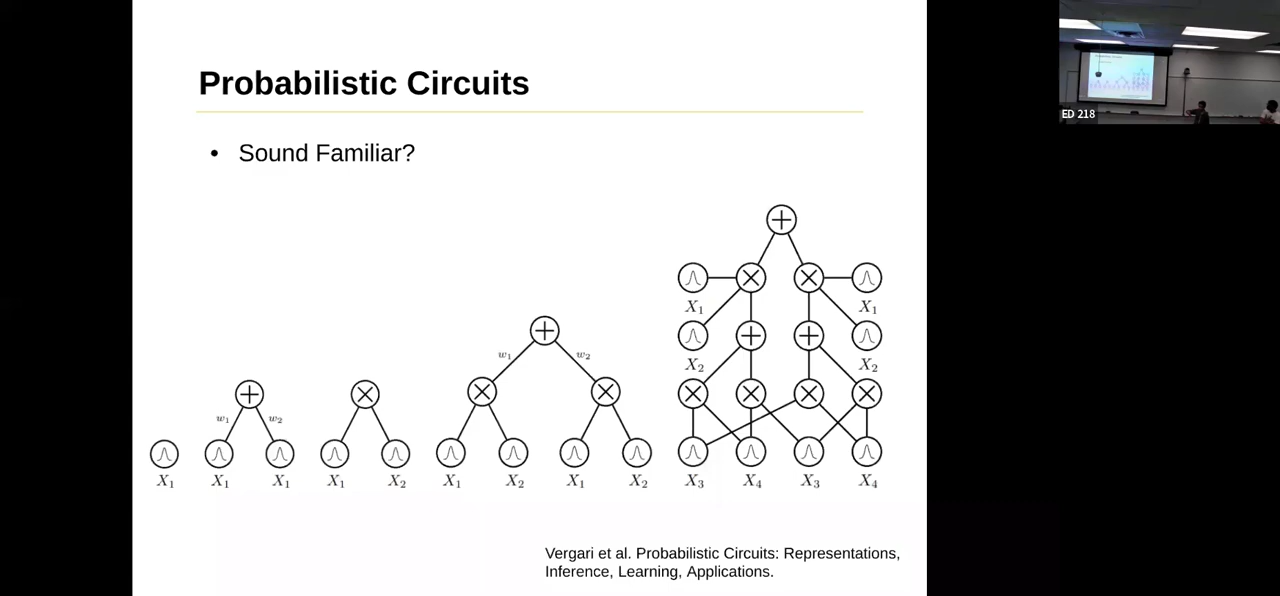 Probabilistic Circuits
• Sound Familiar?
X₁
X₁
X₂
X₂
w₁ w₂
w₁ w₂
X₁ X₁ X₁ X₁ X₂ X₁ X₂ X₁ X₂ X₃ X₄ X₃ X₄
Vergari et al. Probabilistic Circuits: Representations,
Inference, Learning, Applications.
ED 218